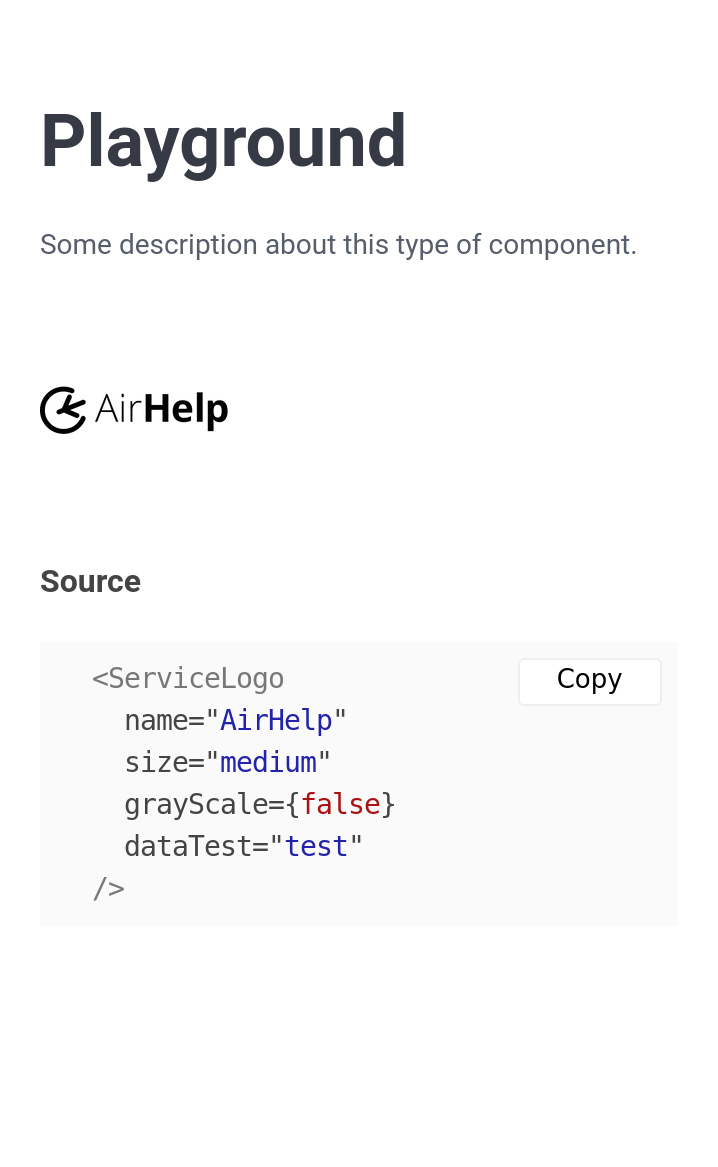 Playground
Some description about this type of component.
AirHelp
Source
<ServiceLogo
Copy
name="AirHelp"
size="medium"
grayScale={false}
dataTest="test"
/>